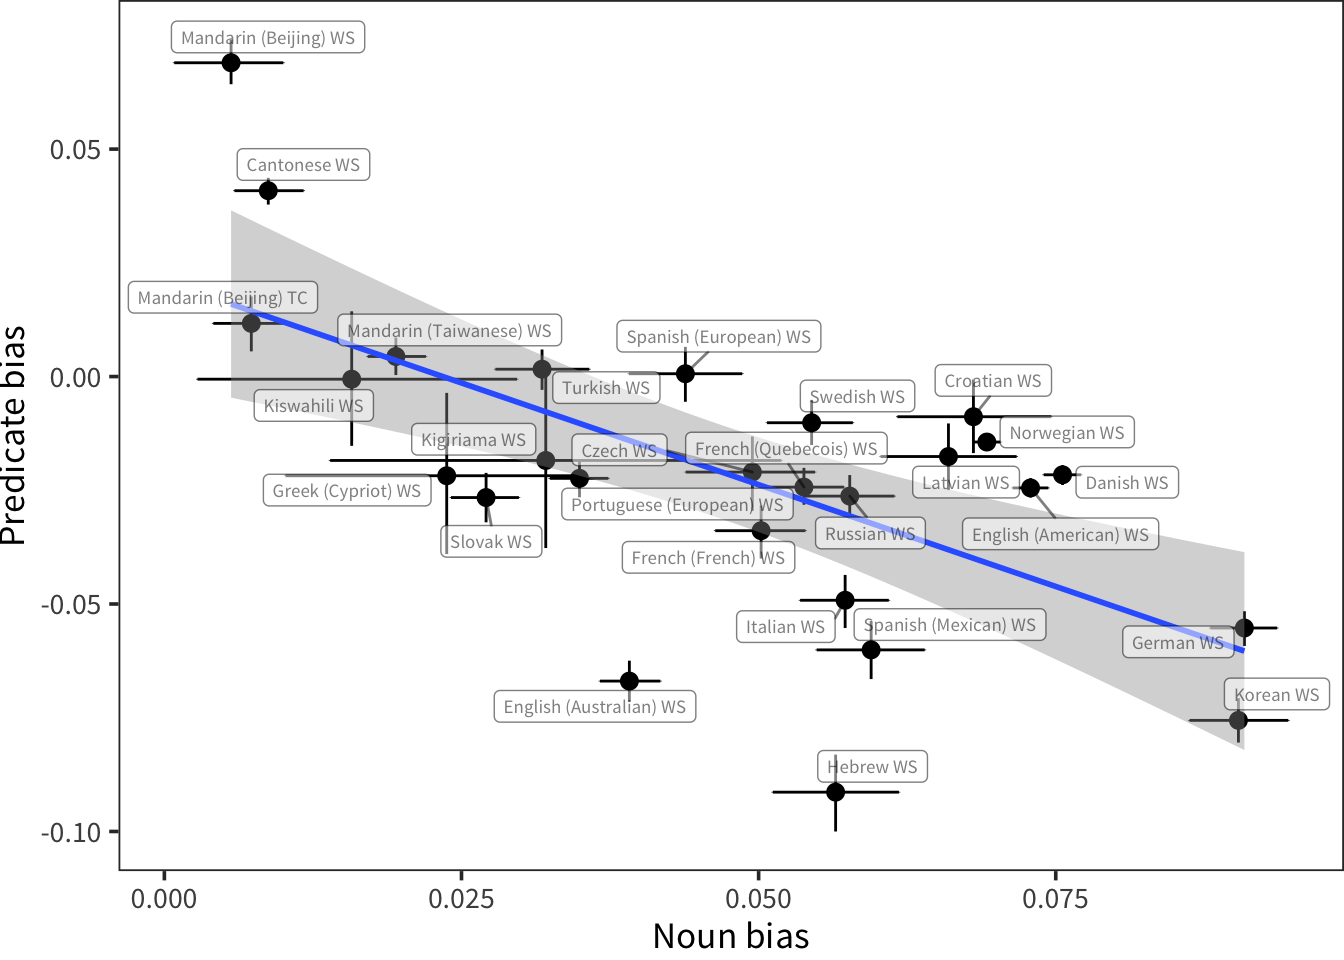 Mandarin (Beijing) WS
0.05
Cantonese WS
Mandarin (Beijing) TC
Mandarin (Taiwanese) WS
Spanish (European) WS
0.00
Croatian WS
Turkish WS
Swedish WS
Kiswahili WS
Norwegian WS
Kigiriama WS
Czech WS
French (Quebecois) WS
Greek (Cypriot) WS
Latvian WS
Danish WS
Portuguese (European) WS
Slovak WS
Russian WS
English (American) WS
French (French) WS
-0.05
Italian WS
Spanish (Mexican) WS
German WS
Korean WS
English (Australian) WS
Hebrew WS
-0.10
Predicate bias
0.000
0.025
0.050
0.075
Noun bias